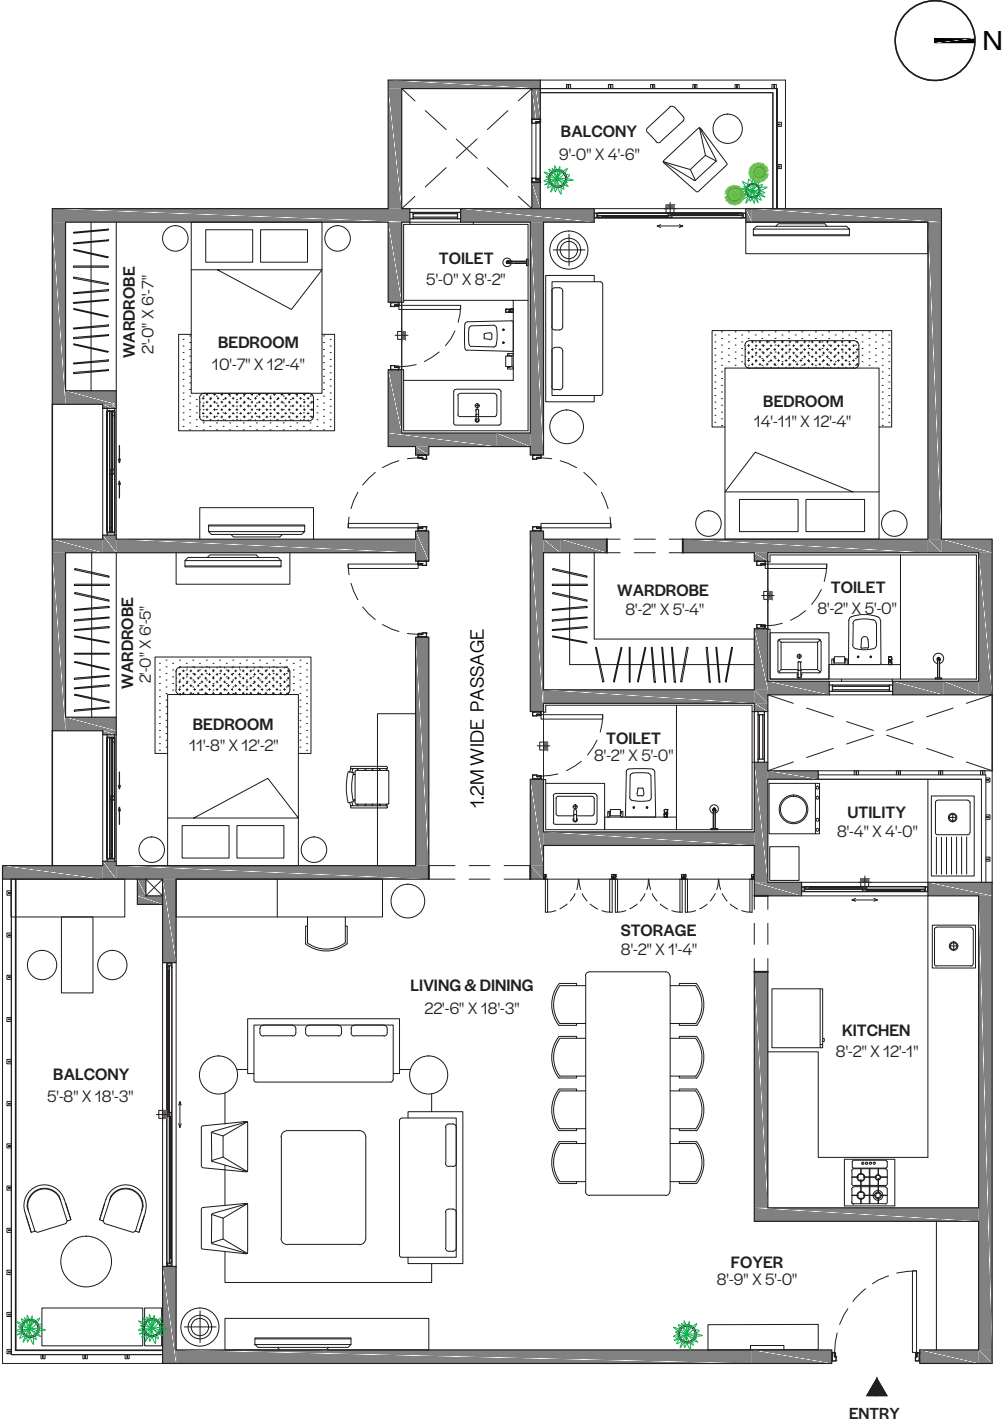 N
BALCONY
9'-0" X 4'-6"
TOILET
5'-0" X 8'-2"
WARDROBE
2'-0" X 6'-7"
BEDROOM
10'-7" X 12'-4"
BEDROOM
14'-11" X 12'-4"
WARDROBE
8'-2" X 5'-4"
TOILET
8'-2" X 5'-0"
WARDROBE
2'-0" X 6'-5"
BEDROOM
11'-8" X 12'-2"
1.2M WIDE PASSAGE
TOILET
8'-2" X 5'-0"
UTILITY
8'-4" X 4'-0"
STORAGE
8'-2" X 1'-4"
LIVING & DINING
22'-6" X 18'-3"
KITCHEN
8'-2" X 12'-1"
BALCONY
5'-8" X 18'-3"
FOYER
8'-9" X 5'-0"
ENTRY